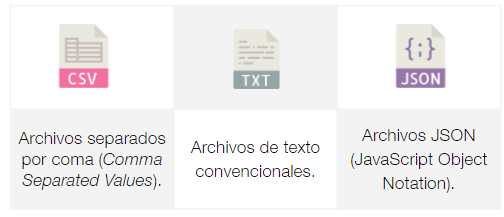 CSV
TXT
JSON
Archivos separados
por coma (Comma
Separated Values).
Archivos de texto
convencionales.
Archivos JSON
(JavaScript Object
Notation).